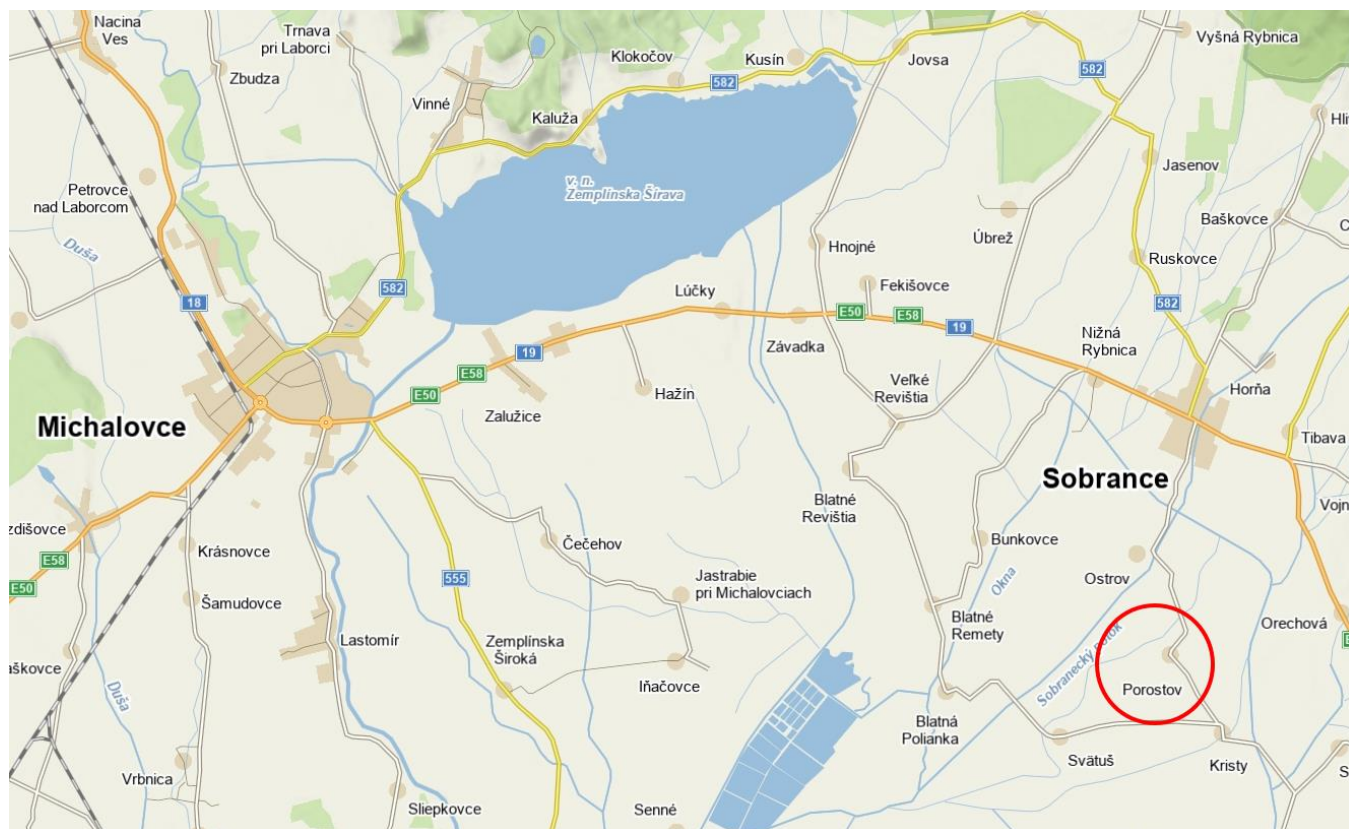 Nacina
Ves
Trnava
pri Laborci
Zbudza
Vinné
Klokočov
Kusín
Jovsa
Vyšná Rybnica
582
582
Kaluža
Petrovce
nad Laborcom
v. n.
Zemplínska Šírava
Jasenov
Baškovce
Hnojné
Úbrež
Duša
Ruskovce
18
582
Lúčky
Fekišovce
582
E50
E58
19
Závadka
Nižná
Rybnica
19
E58
E50
Hažín
Veľké
Revištia
Horňa
Michalovce
Zalužice
Tibava
Sobrance
Blatné
Revištia
Krásnovce
Čečehov
Bunkovce
E58
E50
555
Okna
Ostrov
Šamudovce
Jastrabie
pri Michalovciach
Blatné
Remety
Orechová
Lastomír
Zemplínska
Široká
Sobranecký potok
Iňačovce
Porostov
Duša
Blatná
Polianka
Svätuš
Kristy
Vrbnica
Sliepkovce
Senné